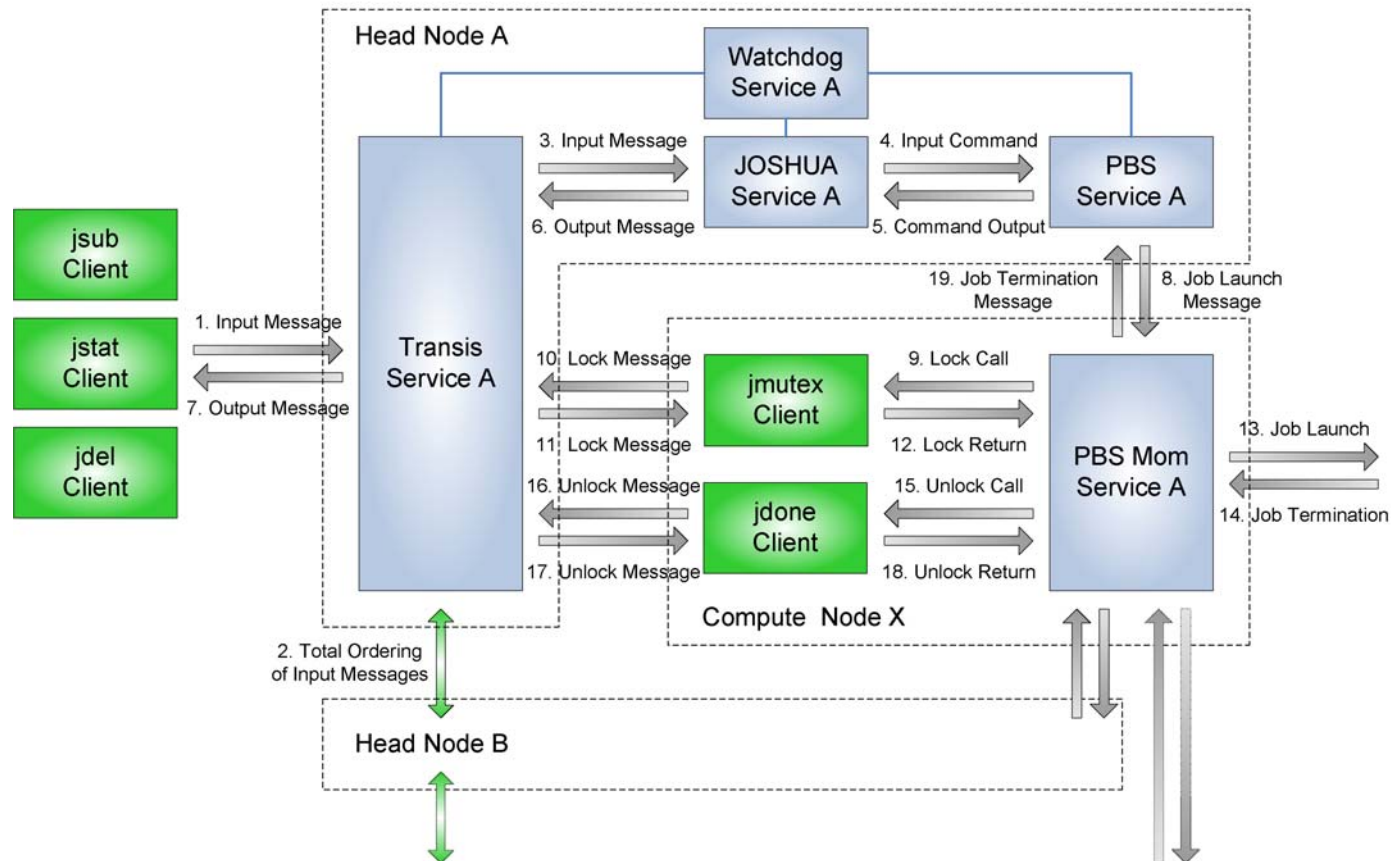 Head Node A
Watchdog
Service A
3. Input Message
4. Input Command
JOSHUA
Service A
PBS
Service A
6. Output Message
5. Command Output
jsub
Client
19. Job Termination
Message
8. Job Launch
Message
1. Input Message
jstat
Client
7. Output Message
Transis
Service A
10. Lock Message
9. Lock Call
jmutex
Client
11. Lock Message
12. Lock Return
13. Job Launch
jdel
Client
PBS Mom
Service A
16. Unlock Message
15. Unlock Call
jdone
Client
14. Job Termination
17. Unlock Message
18. Unlock Return
Compute Node X
2. Total Ordering
of Input Messages
Head Node B